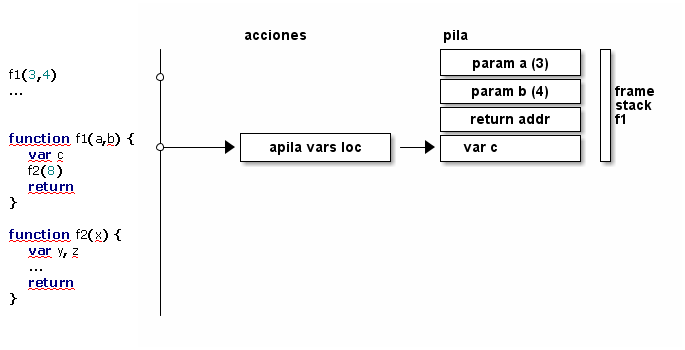 acciones
pila
f1(3,4)
...
function f1(a,b) {
var c
f2(8)
return
}
function f2(x) {
var y, z
...
return
}
apila vars loc
param a (3)
param b (4)
return addr
var c
frame
stack
f1